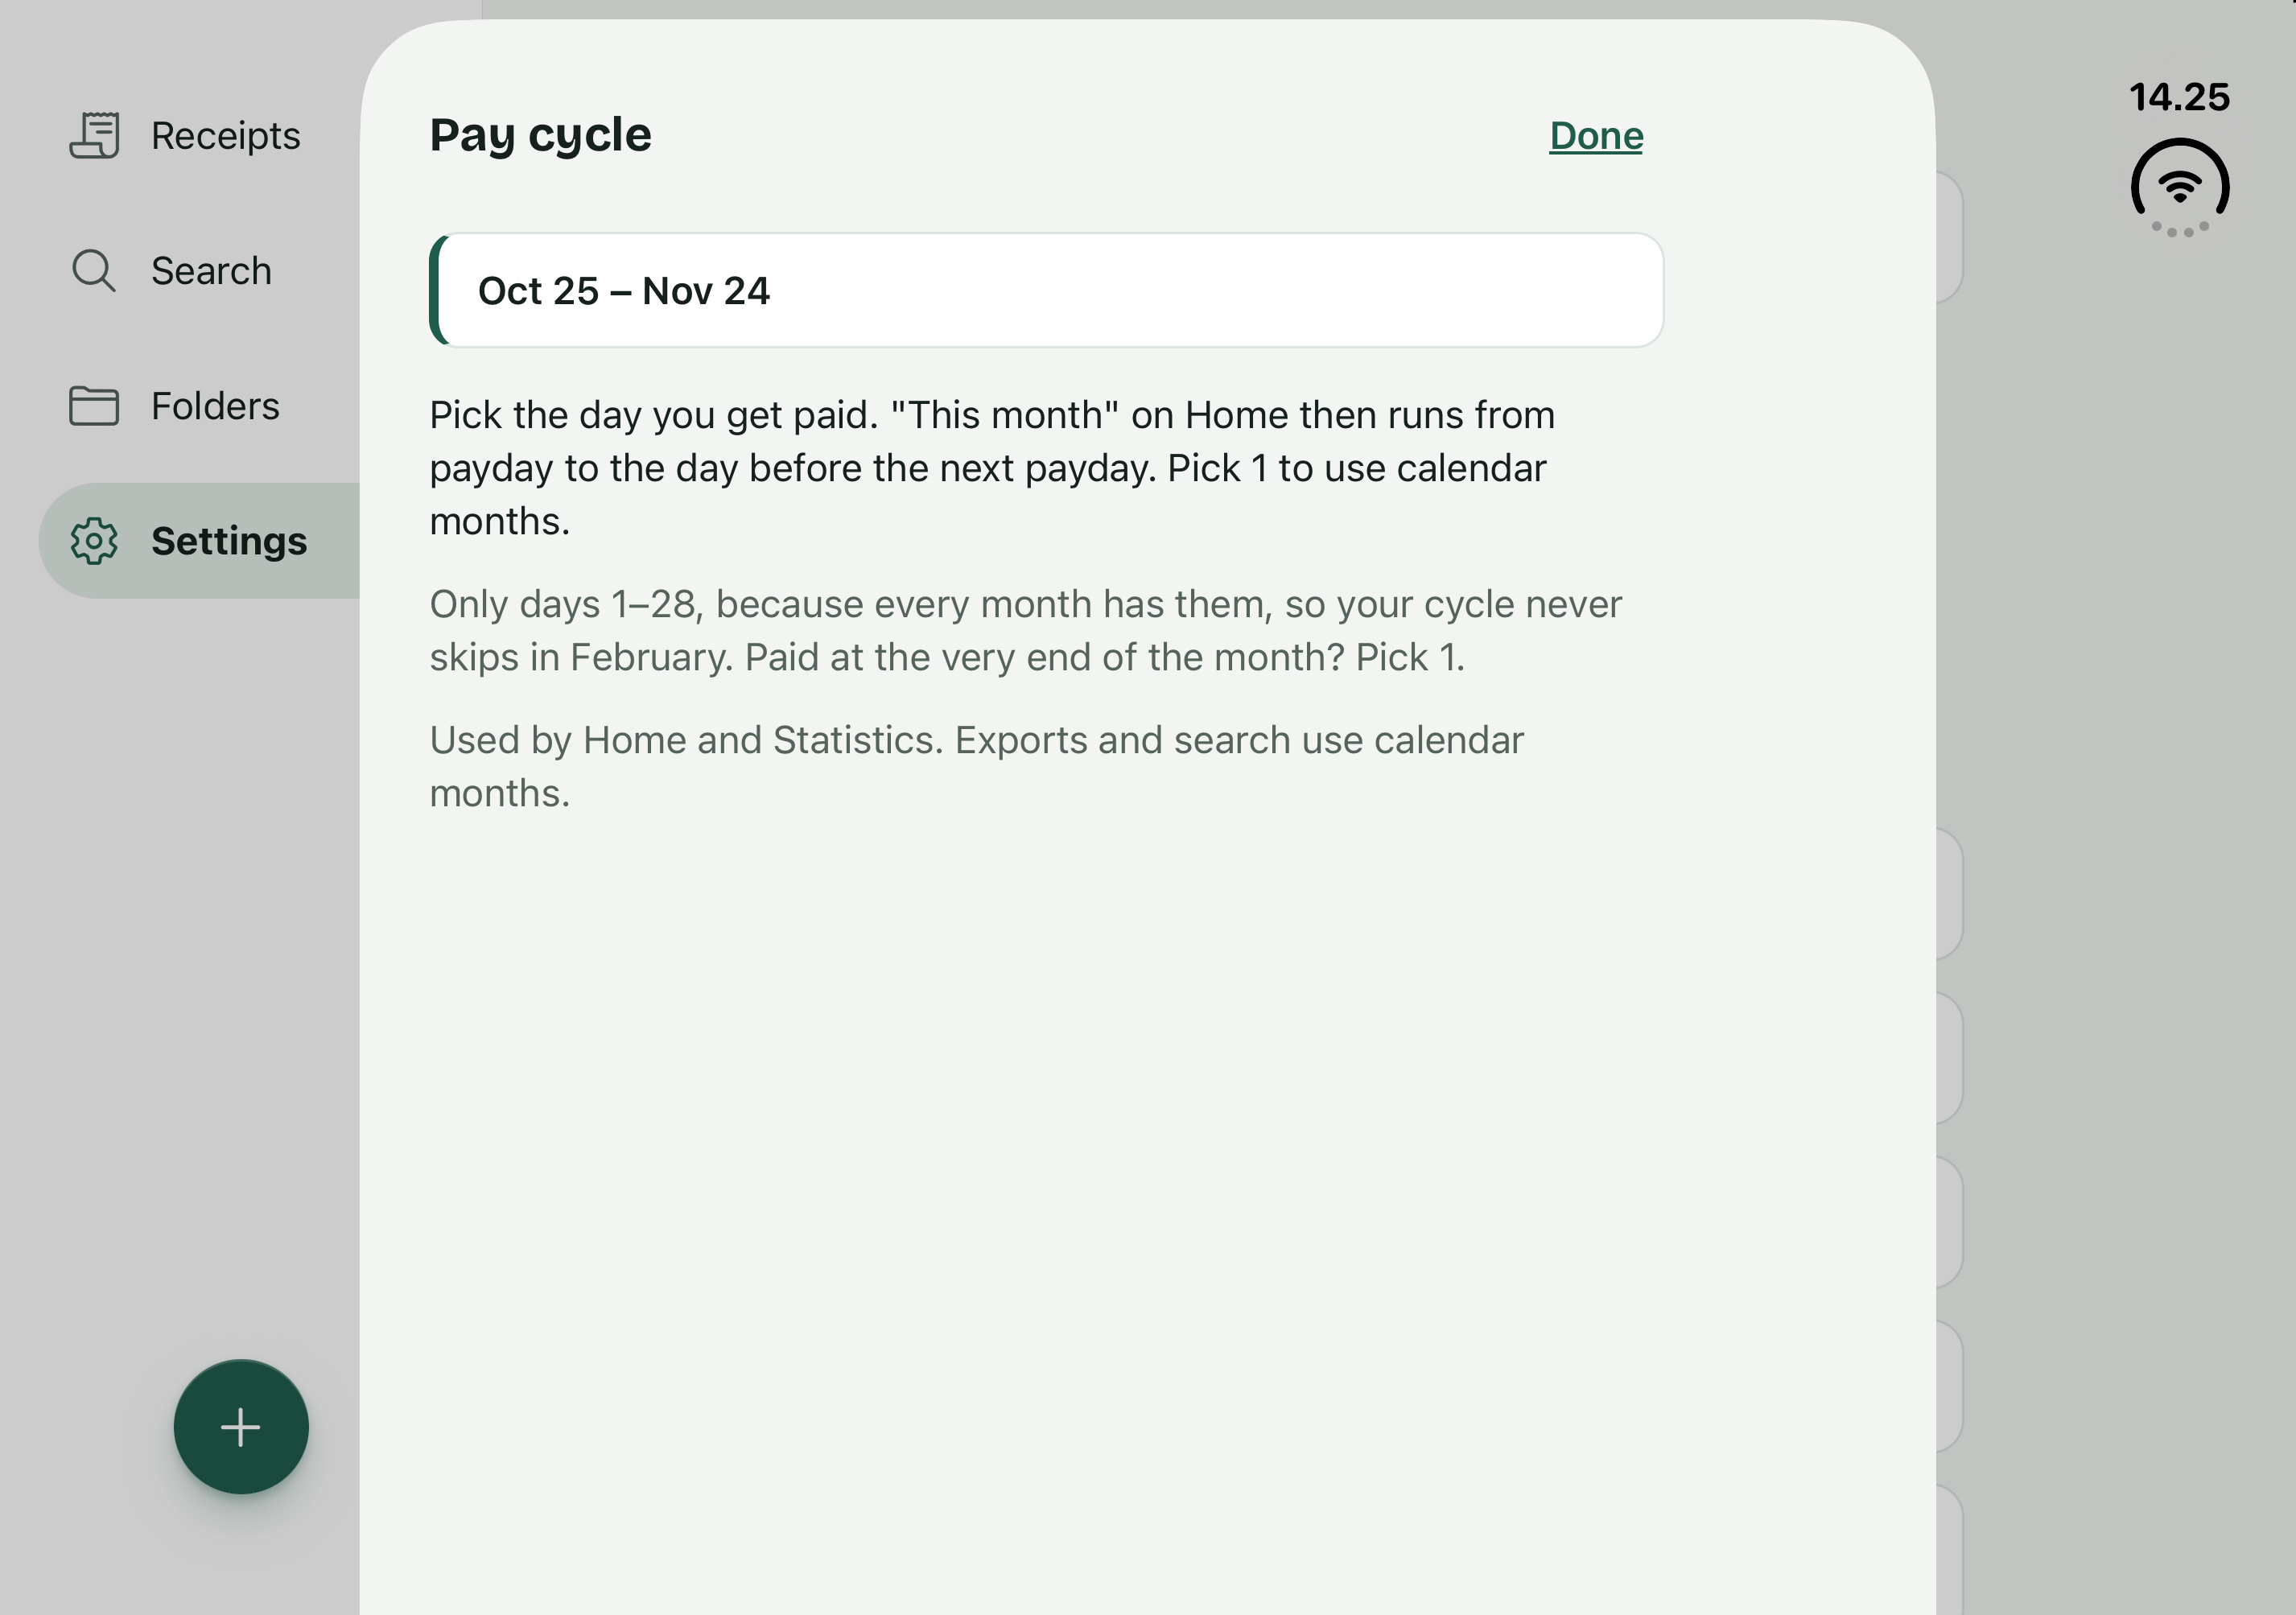 Receipts
Search
Folders
Settings
Pay cycle
Done
Oct 25 – Nov 24
Pick the day you get paid. "This month" on Home then runs from
payday to the day before the next payday. Pick 1 to use calendar
months.
Only days 1–28, because every month has them, so your cycle never
skips in February. Paid at the very end of the month? Pick 1.
Used by Home and Statistics. Exports and search use calendar
months.
14.25